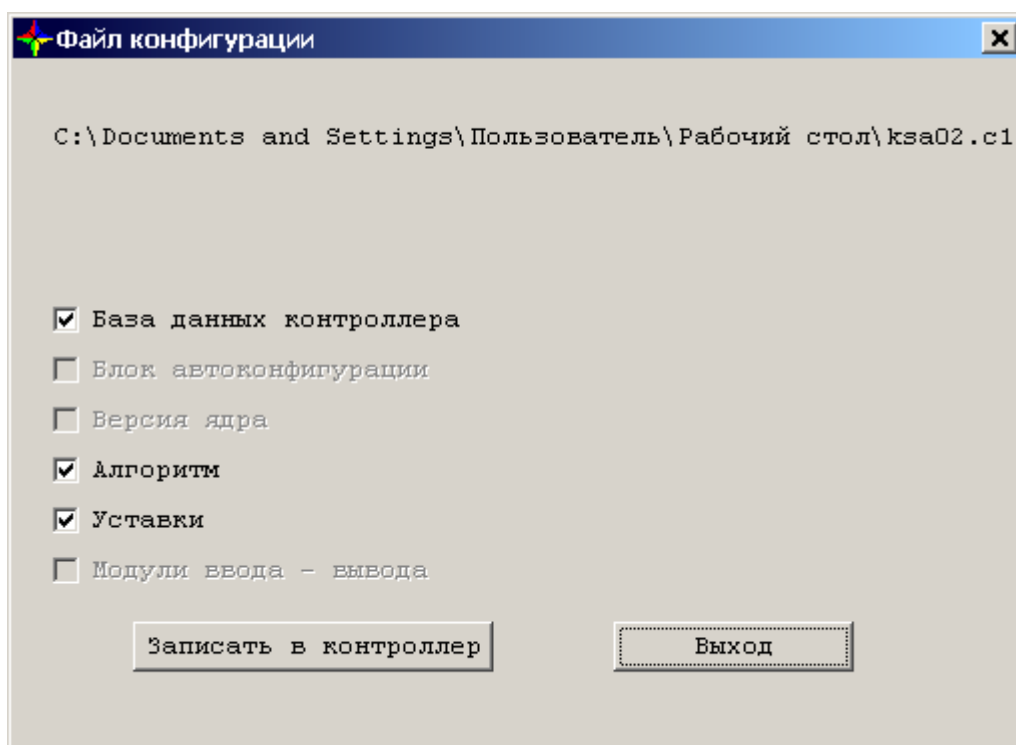 Файл конфигурации
C:\Documents and Settings\Пользователь\Рабочий стол\ksa02.c1
База данных контроллера
Блок автоконфигурации
Версия ядра
Алгоритм
Уставки
Модули ввода - вывода
Записать в контроллер Выход